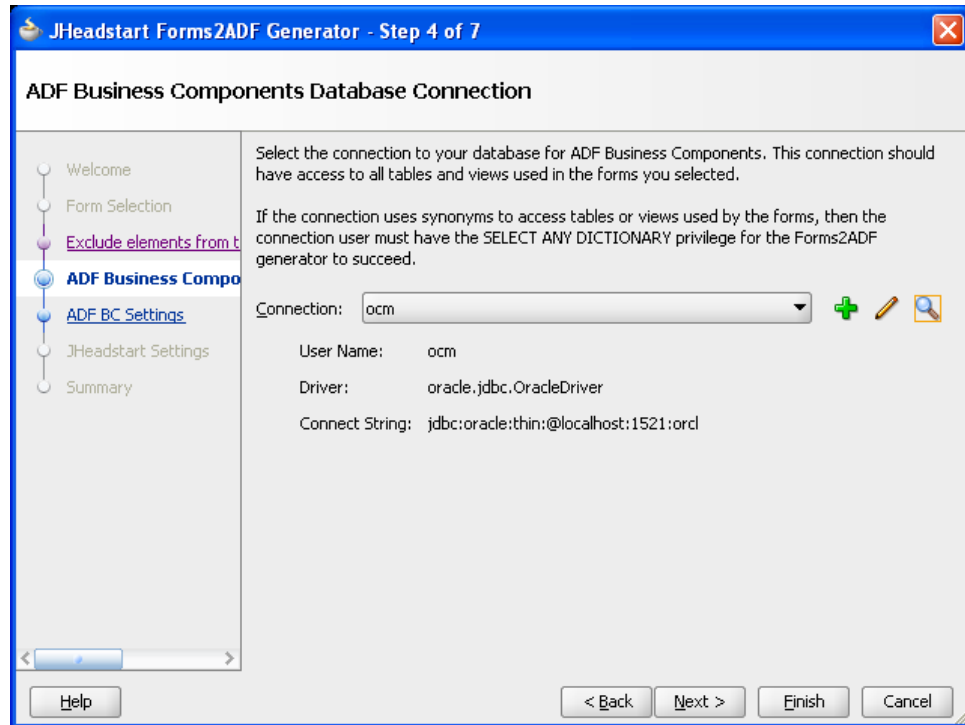 JHeadstart Forms2ADF Generator - Step 4 of 7
ADF Business Components Database Connection
Welcome
Form Selection
Exclude elements from t
ADF Business Compo
ADF BC Settings
JHeadstart Settings
Summary
Select the connection to your database for ADF Business Components. This connection should
have access to all tables and views used in the forms you selected.
If the connection uses synonyms to access tables or views used by the forms, then the
connection user must have the SELECT ANY DICTIONARY privilege for the Forms2ADF
generator to succeed.
Connection: ocm
User Name: ocm
Driver: oracle.jdbc.OracleDriver
Connect String: jdbc:oracle:thin:@localhost:1521:orcl
Help < Back Next > Finish Cancel